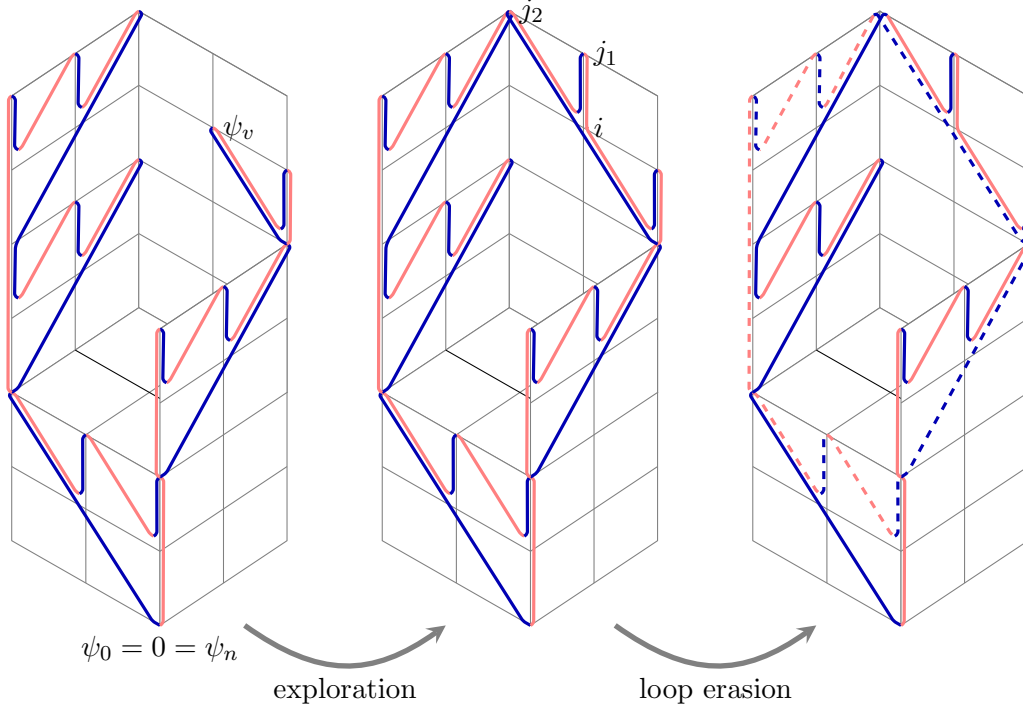 j₂
j₁
ψᵥ
i
ψ₀ = 0 = ψₙ
exploration
loop erasion